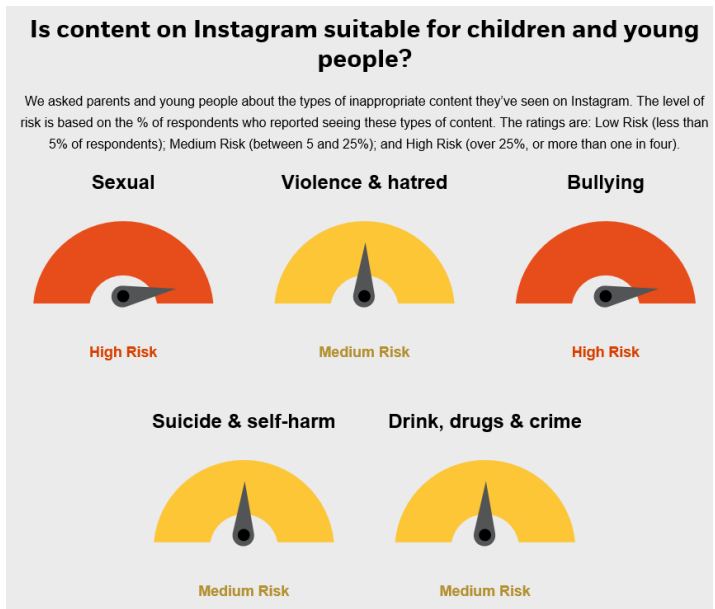 Is content on Instagram suitable for children and young
people?
We asked parents and young people about the types of inappropriate content they've seen on Instagram. The level of
risk is based on the % of respondents who reported seeing these types of content. The ratings are: Low Risk (less than
5% of respondents); Medium Risk (between 5 and 25%); and High Risk (over 25%, or more than one in four).
Sexual
Violence & hatred
Bullying
High Risk
Medium Risk
High Risk
Suicide & self-harm
Drink, drugs & crime
Medium Risk
Medium Risk